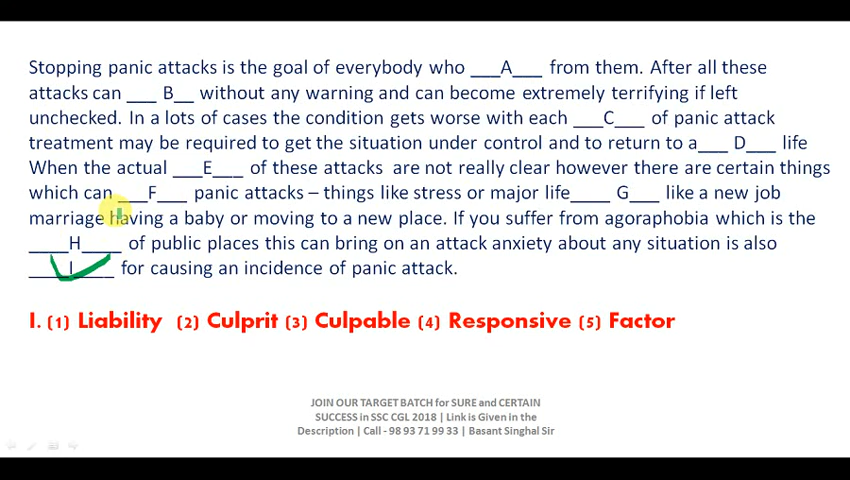 Stopping panic attacks is the goal of everybody who ___A___ from them. After all these
attacks can ___ B__ without any warning and can become extremely terrifying if left
unchecked. In a lots of cases the condition gets worse with each ___C___ of panic attack
treatment may be required to get the situation under control and to return to a___ D___ life
When the actual ___E___ of these attacks are not really clear however there are certain things
which can ___F___ panic attacks – things like stress or major life____ G___ like a new job
marriage having a baby or moving to a new place. If you suffer from agoraphobia which is the
____H____ of public places this can bring on an attack anxiety about any situation is also
____I____ for causing an incidence of panic attack.
I. (1) Liability (2) Culprit (3) Culpable (4) Responsive (5) Factor
JOIN OUR TARGET BATCH for SURE and CERTAIN
SUCCESS in SSC CGL 2018 | Link is Given in the
Description | Call - 98 93 71 99 33 | Basant Singhal Sir